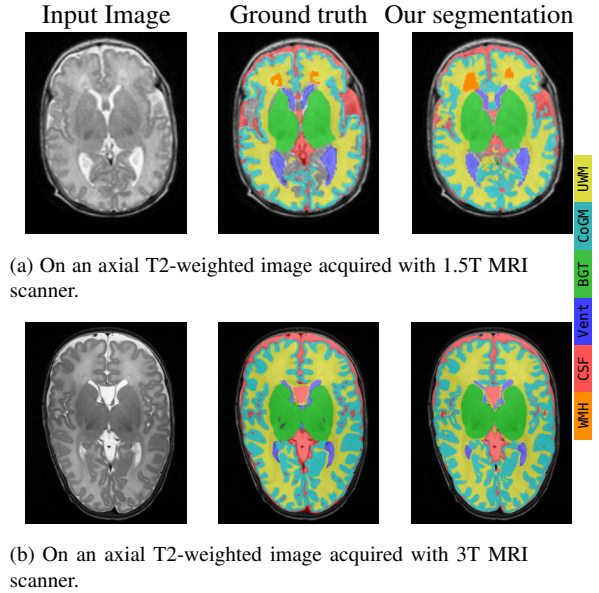 Input Image Ground truth Our segmentation
UWM
CoGM
BGT
Vent
CSF
WMH
(a) On an axial T2-weighted image acquired with 1.5T MRI
scanner.
(b) On an axial T2-weighted image acquired with 3T MRI
scanner.